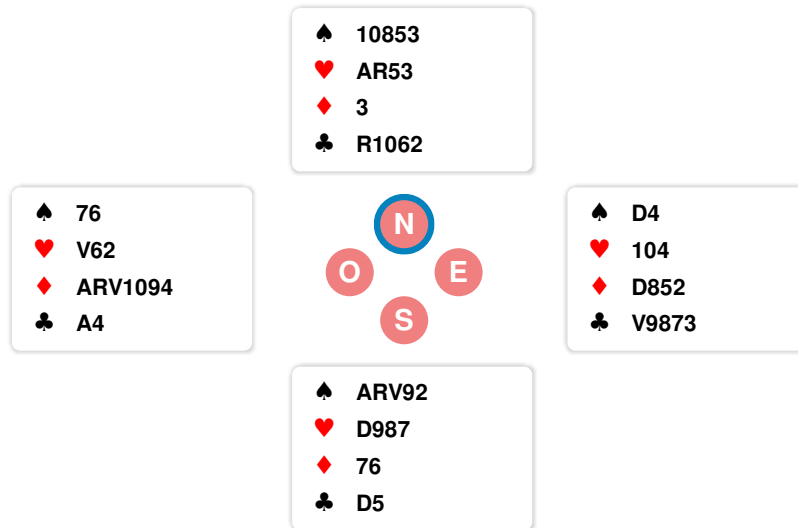 ♠ 10853
♥ AR53
♦ 3
♣ R1062
♠ 76
♥ V62
♦ ARV1094
♣ A4
N
O
E
S
♠ D4
♥ 104
♦ D852
♣ V9873
♠ ARV92
♥ D987
♦ 76
♣ D5